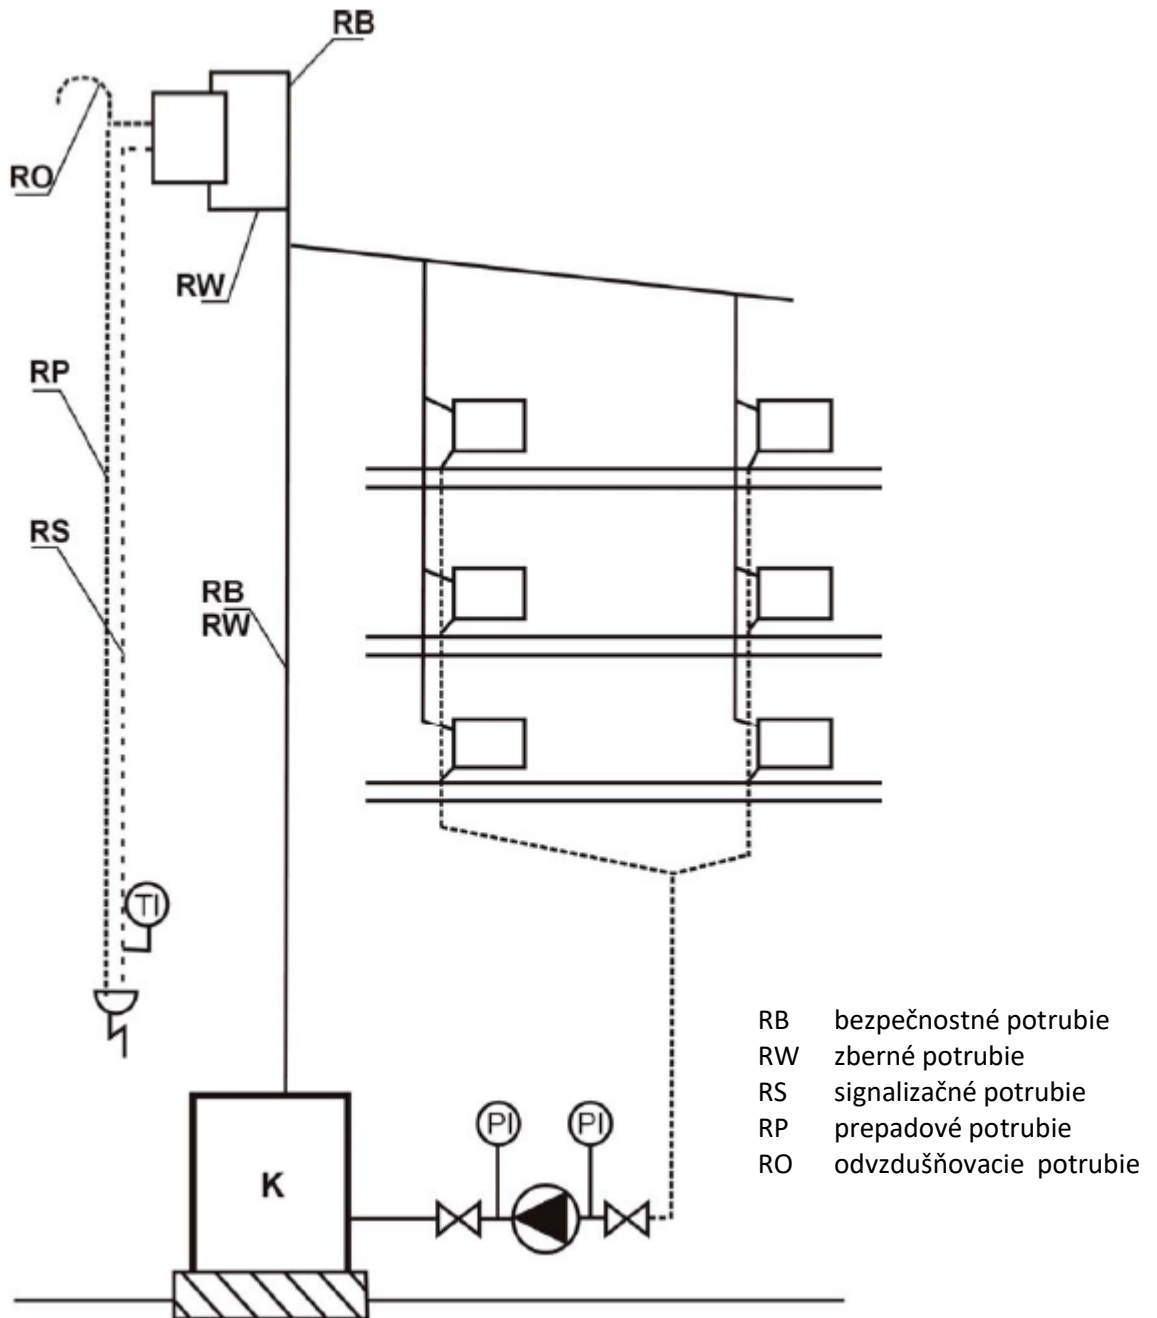 RB
RO
RW
RP
RS
RB
RW
TI
PI PI
K
RB bezpečnostné potrubie
RW zberné potrubie
RS signalizačné potrubie
RP prepadové potrubie
RO odvzdušňovacie potrubie